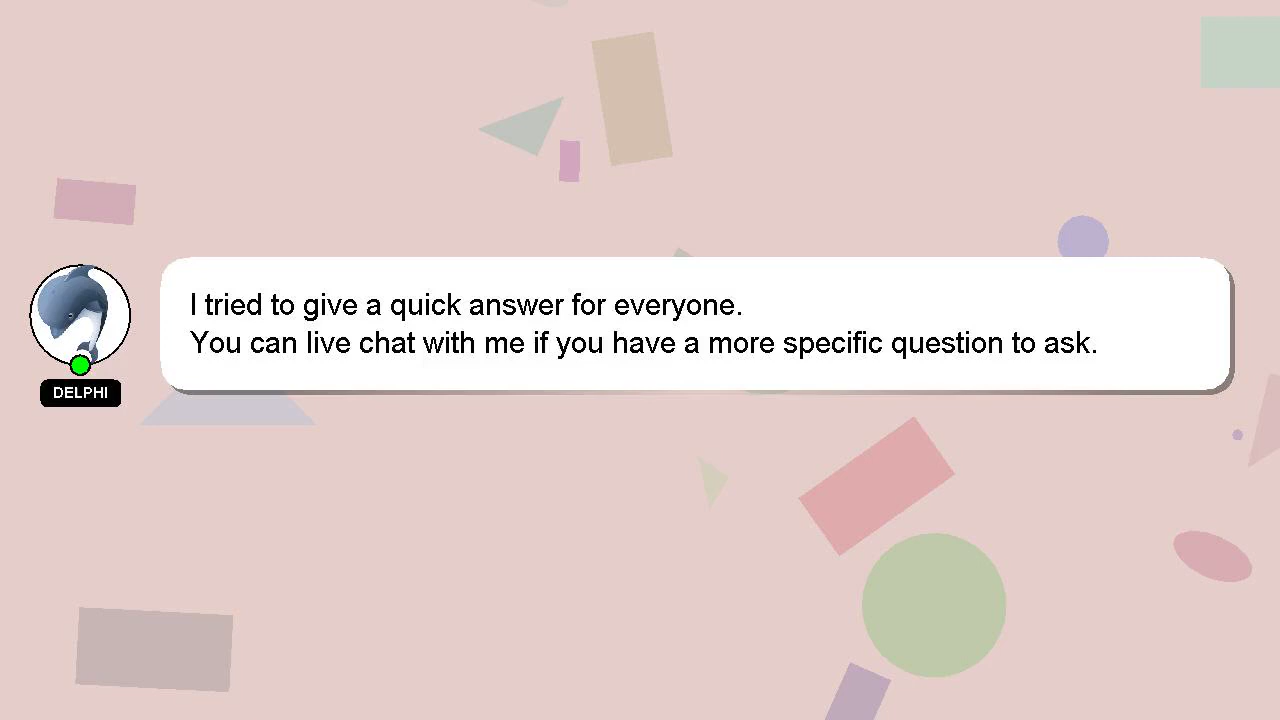 I tried to give a quick answer for everyone.
You can live chat with me if you have a more specific question to ask.
DELPHI